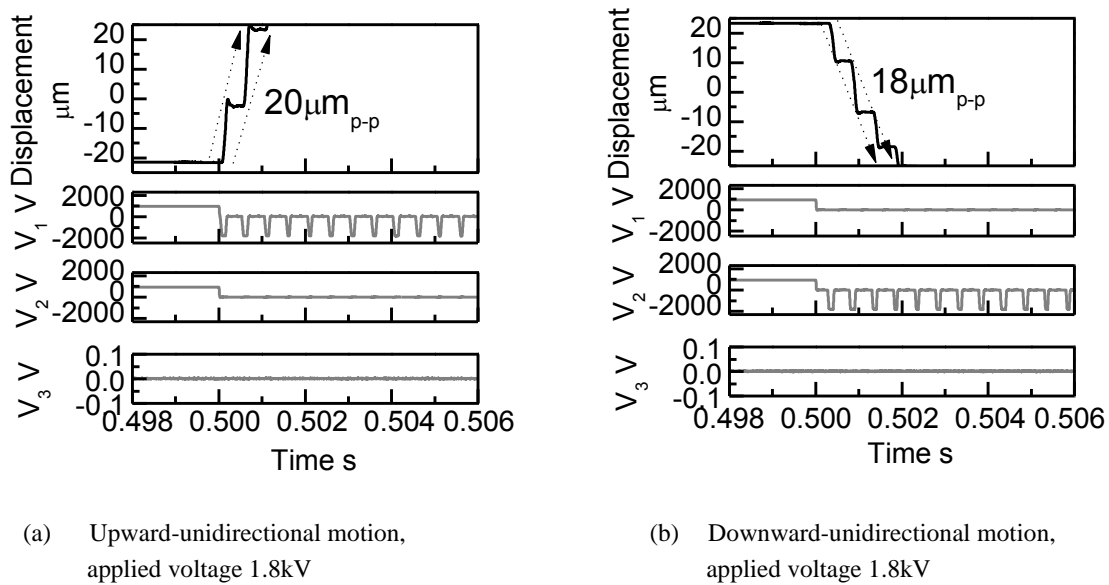 Displacement
μm
20
10
0
-10
-20
20μm p-p
V1 V
2000
0
-2000
V2 V
2000
0
-2000
V3 V
0.1
0.0
-0.1
0.498 0.500 0.502 0.504 0.506
Time s
Displacement
μm
20
10
0
-10
-20
18μm p-p
V1 V
2000
0
-2000
V2 V
2000
0
-2000
V3 V
0.1
0.0
-0.1
0.498 0.500 0.502 0.504 0.506
Time s
(a) Upward-unidirectional motion,
applied voltage 1.8kV
(b) Downward-unidirectional motion,
applied voltage 1.8kV